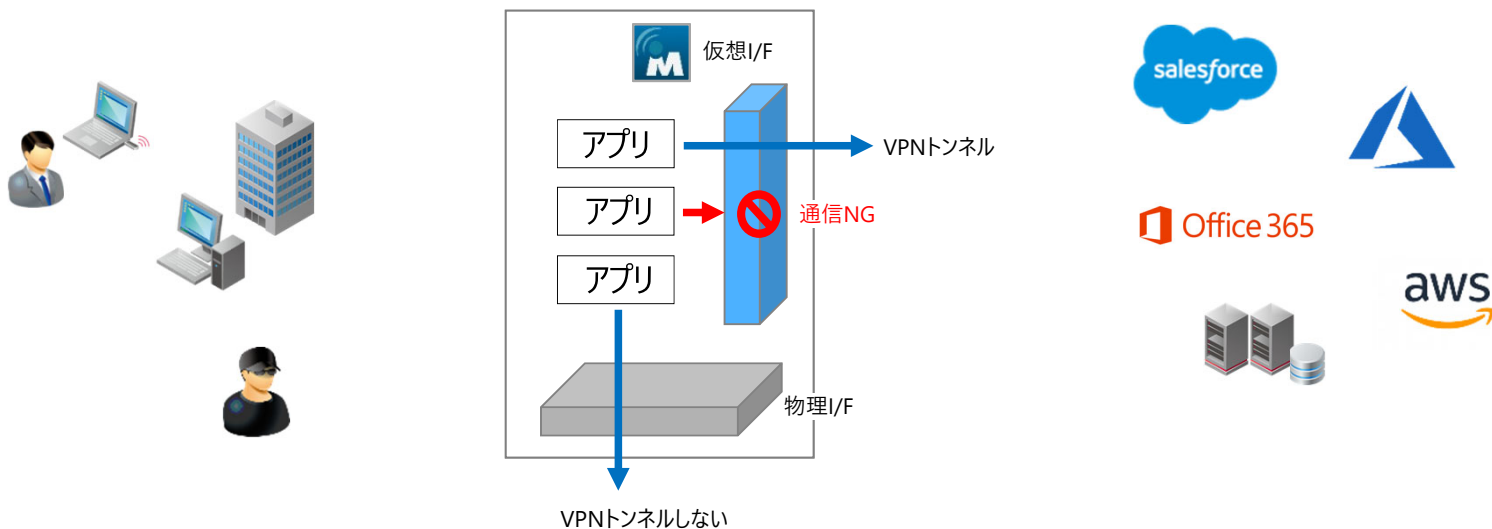 仮想I/F
アプリ
VPNトンネル
アプリ
通信NG
アプリ
物理I/F
VPNトンネルしない
salesforce
Office 365
aws
M